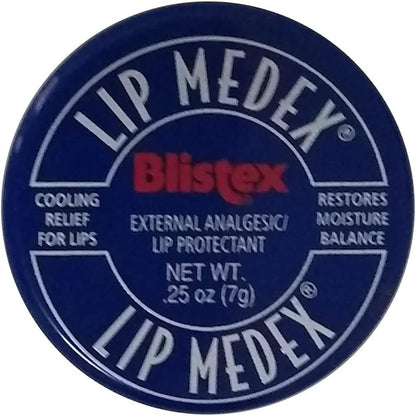 LIP MEDEX®
Blistex
COOLING
RELIEF
FOR LIPS
EXTERNAL ANALGESIC/
LIP PROTECTANT
RESTORES
MOISTURE
BALANCE
NET WT.
.25 oz (7g)
LIP MEDEX®